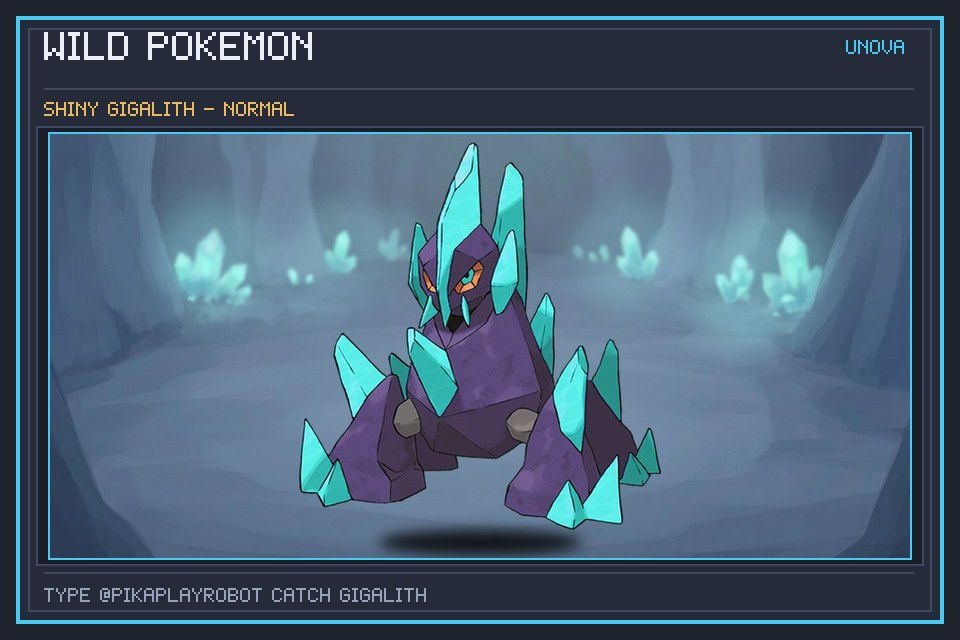 WILD POKEMON
UNOVA
SHINY GIGALITH - NORMAL
TYPE @PIKAPLAYROBOT CATCH GIGALITH